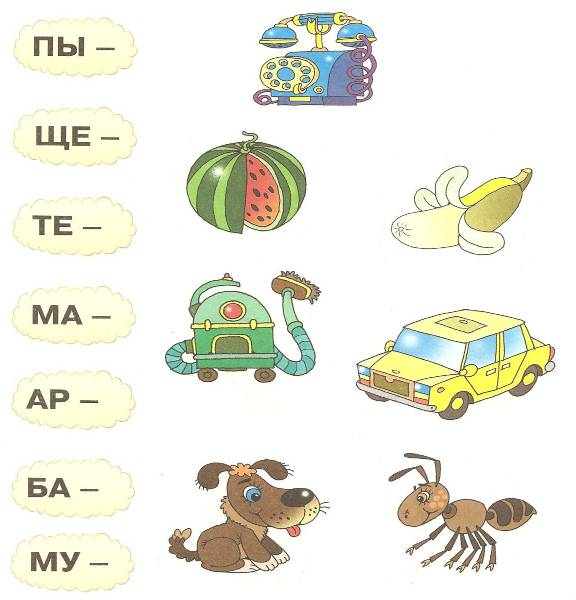 ПЫ –
ЩЕ –
ТЕ –
МА –
АР –
БА –
МУ –